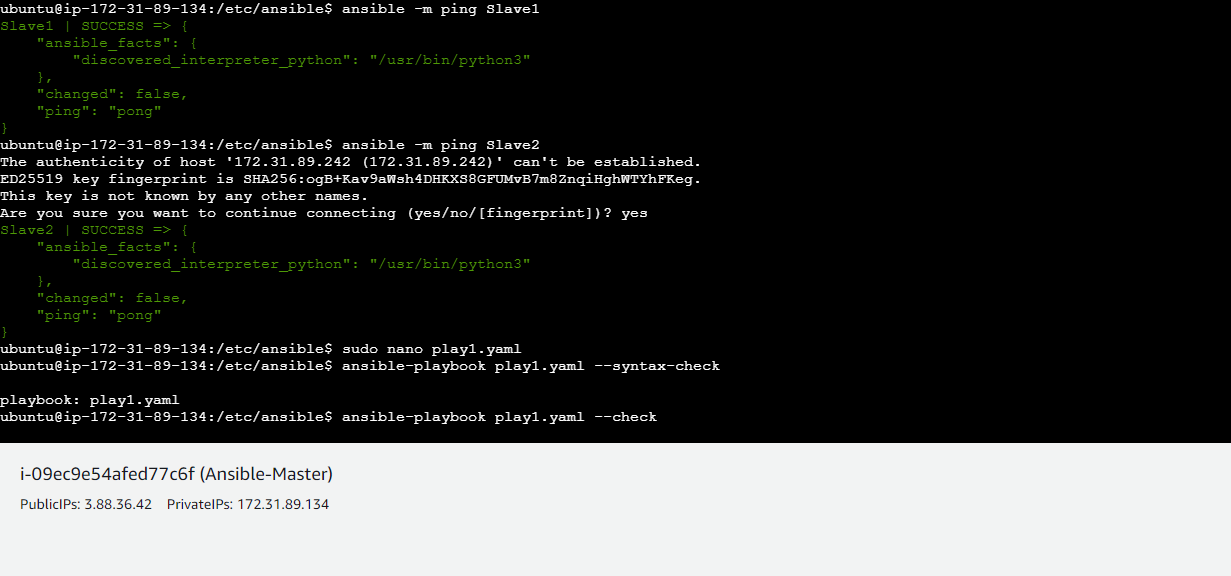 ubuntu@ip-172-31-89-134:/etc/ansible$ ansible -m ping Slave1
Slave1 | SUCCESS => {
    "ansible_facts": {
        "discovered_interpreter_python": "/usr/bin/python3"
    },
    "changed": false,
    "ping": "pong"
}
ubuntu@ip-172-31-89-134:/etc/ansible$ ansible -m ping Slave2
The authenticity of host '172.31.89.242 (172.31.89.242)' can't be established.
ED25519 key fingerprint is SHA256:ogB+Kav9aWsh4DHKXS8GFUMvB7m8ZnqiHghWTYhFKeg.
This key is not known by any other names.
Are you sure you want to continue connecting (yes/no/[fingerprint])? yes
Slave2 | SUCCESS => {
    "ansible_facts": {
        "discovered_interpreter_python": "/usr/bin/python3"
    },
    "changed": false,
    "ping": "pong"
}
ubuntu@ip-172-31-89-134:/etc/ansible$ sudo nano play1.yaml
ubuntu@ip-172-31-89-134:/etc/ansible$ ansible-playbook play1.yaml --syntax-check
playbook: play1.yaml
ubuntu@ip-172-31-89-134:/etc/ansible$ ansible-playbook play1.yaml --check
i-09ec9e54afed77c6f (Ansible-Master)
PublicIPs: 3.88.36.42 PrivateIPs: 172.31.89.134